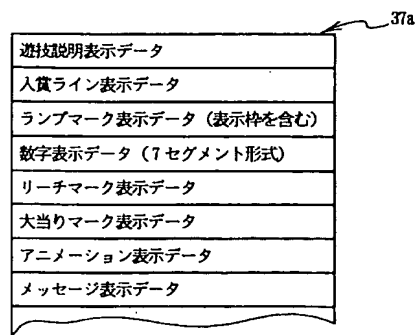 37a
遊技説明表示データ
入賞ライン表示データ
ランプマーク表示データ（表示枠を含む）
数字表示データ（７セグメント形式）
リーチマーク表示データ
大当りマーク表示データ
アニメーション表示データ
メッセージ表示データ